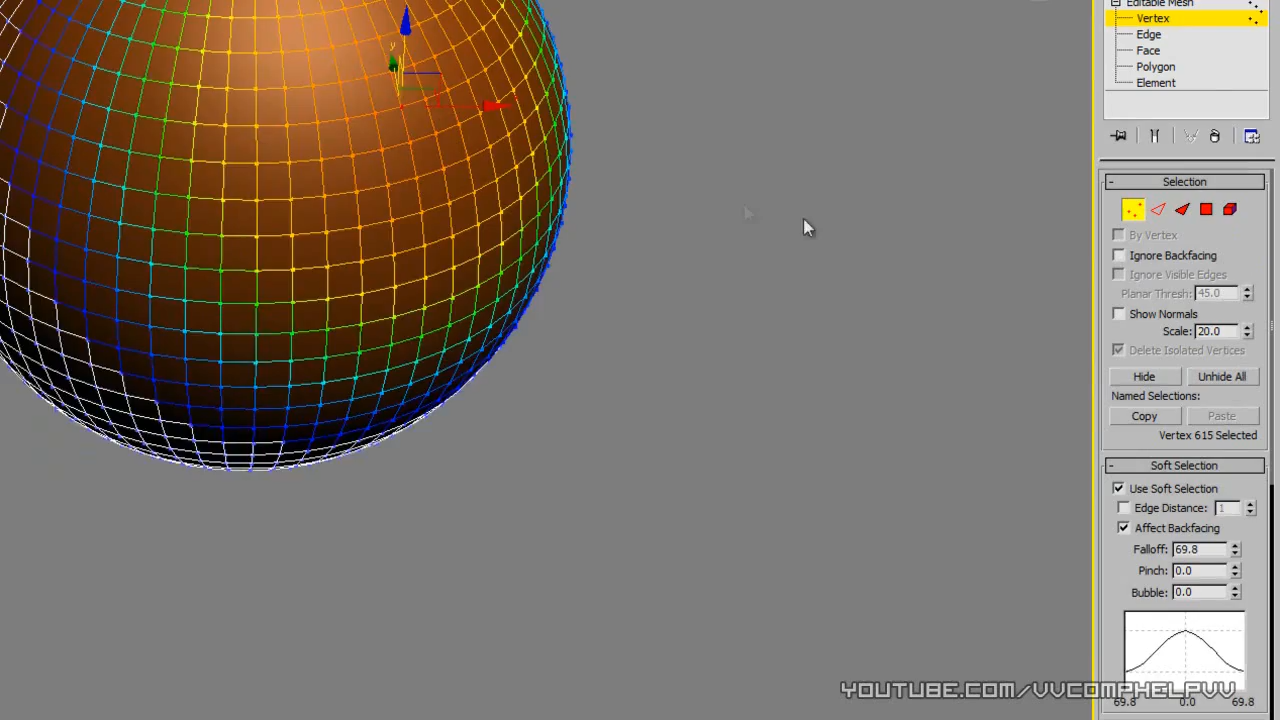 Editable Mesh
Vertex
Edge
Face
Polygon
Element
y
- Selection
By Vertex
Ignore Backfacing
Ignore Visible Edges
Planar Thresh: 45.0
Show Normals
Scale: 20.0
Delete Isolated Vertices
Hide Unhide All
Named Selections:
Copy Paste
Vertex 615 Selected
- Soft Selection
Use Soft Selection
Edge Distance: 1
Affect Backfacing
Falloff: 69.8
Pinch: 0.0
Bubble: 0.0
YOUTUBE.COM/VVCOMPHELPVV
69.8 0.0 69.8